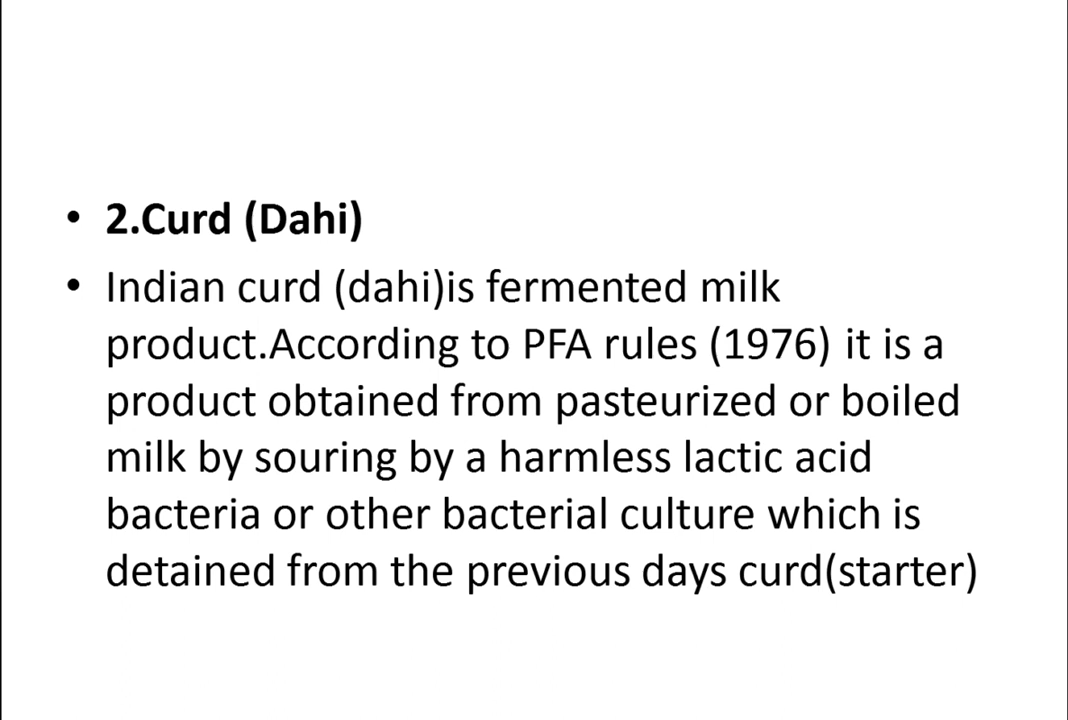 • 2.Curd (Dahi)
• Indian curd (dahi)is fermented milk
product.According to PFA rules (1976) it is a
product obtained from pasteurized or boiled
milk by souring by a harmless lactic acid
bacteria or other bacterial culture which is
detained from the previous days curd(starter)